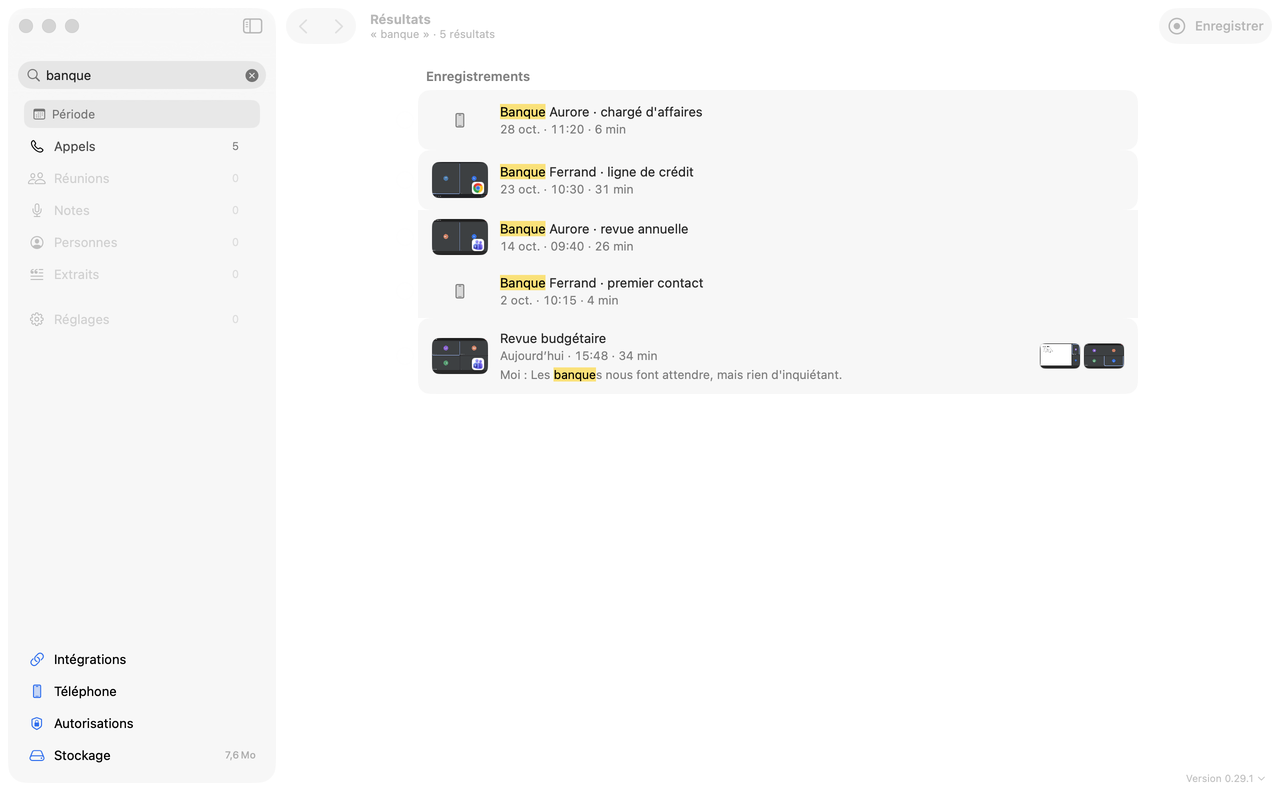 banque
Période
Appels 5
Réunions 0
Notes 0
Personnes 0
Extraits 0
Réglages 0
Intégrations
Téléphone
Autorisations
Stockage 7,6 Mo
Résultats
« banque » · 5 résultats
Enregistrer
Enregistrements
Banque Aurore · chargé d'affaires
28 oct. · 11:20 · 6 min
Banque Ferrand · ligne de crédit
23 oct. · 10:30 · 31 min
Banque Aurore · revue annuelle
14 oct. · 09:40 · 26 min
Banque Ferrand · premier contact
2 oct. · 10:15 · 4 min
Revue budgétaire
Aujourd'hui · 15:48 · 34 min
Moi : Les banques nous font attendre, mais rien d'inquiétant.
Version 0.29.1